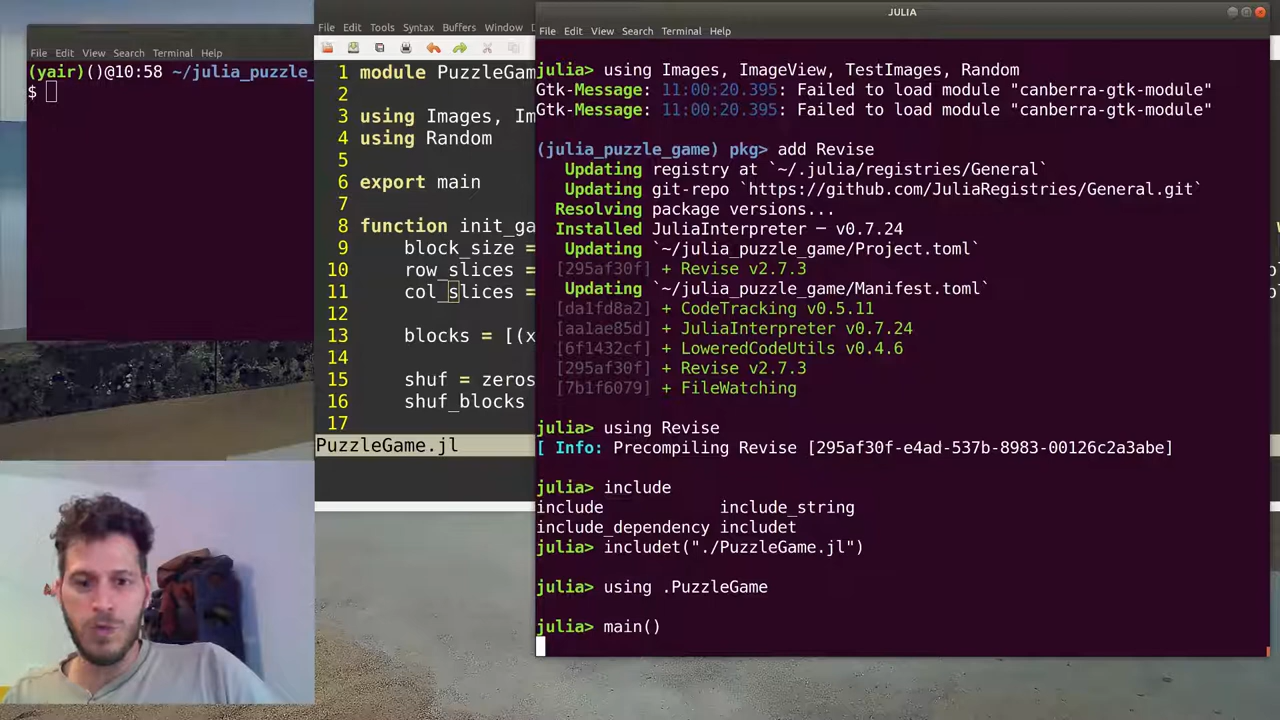 File Edit View Search Terminal Help
(yair)()@10:58 ~/julia_puzzle_
$
File Edit Tools Syntax Buffers Window
1 module PuzzleGam
2
3 using Images, Im
4 using Random
5
6 export main
7
8 function init_ga
9 block_size =
10 row_slices =
11 col_slices =
12
13 blocks = [(x
14
15 shuf = zeros
16 shuf_blocks
17
PuzzleGame.jl
JULIA
File Edit View Search Terminal Help
julia> using Images, ImageView, TestImages, Random
Gtk-Message: 11:00:20.395: Failed to load module "canberra-gtk-module"
Gtk-Message: 11:00:20.395: Failed to load module "canberra-gtk-module"
(julia_puzzle_game) pkg> add Revise
Updating registry at `~/.julia/registries/General`
Updating git-repo `https://github.com/JuliaRegistries/General.git`
Resolving package versions...
Installed JuliaInterpreter ─ v0.7.24
Updating `~/julia_puzzle_game/Project.toml`
[295af30f] + Revise v2.7.3
Updating `~/julia_puzzle_game/Manifest.toml`
[da1fd8a2] + CodeTracking v0.5.11
[aa1ae85d] + JuliaInterpreter v0.7.24
[6f1432cf] + LoweredCodeUtils v0.4.6
[295af30f] + Revise v2.7.3
[7b1f6079] + FileWatching
julia> using Revise
[ Info: Precompiling Revise [295af30f-e4ad-537b-8983-00126c2a3abe]
julia> include
include include_string
include_dependency includet
julia> includet("./PuzzleGame.jl")
julia> using .PuzzleGame
julia> main()